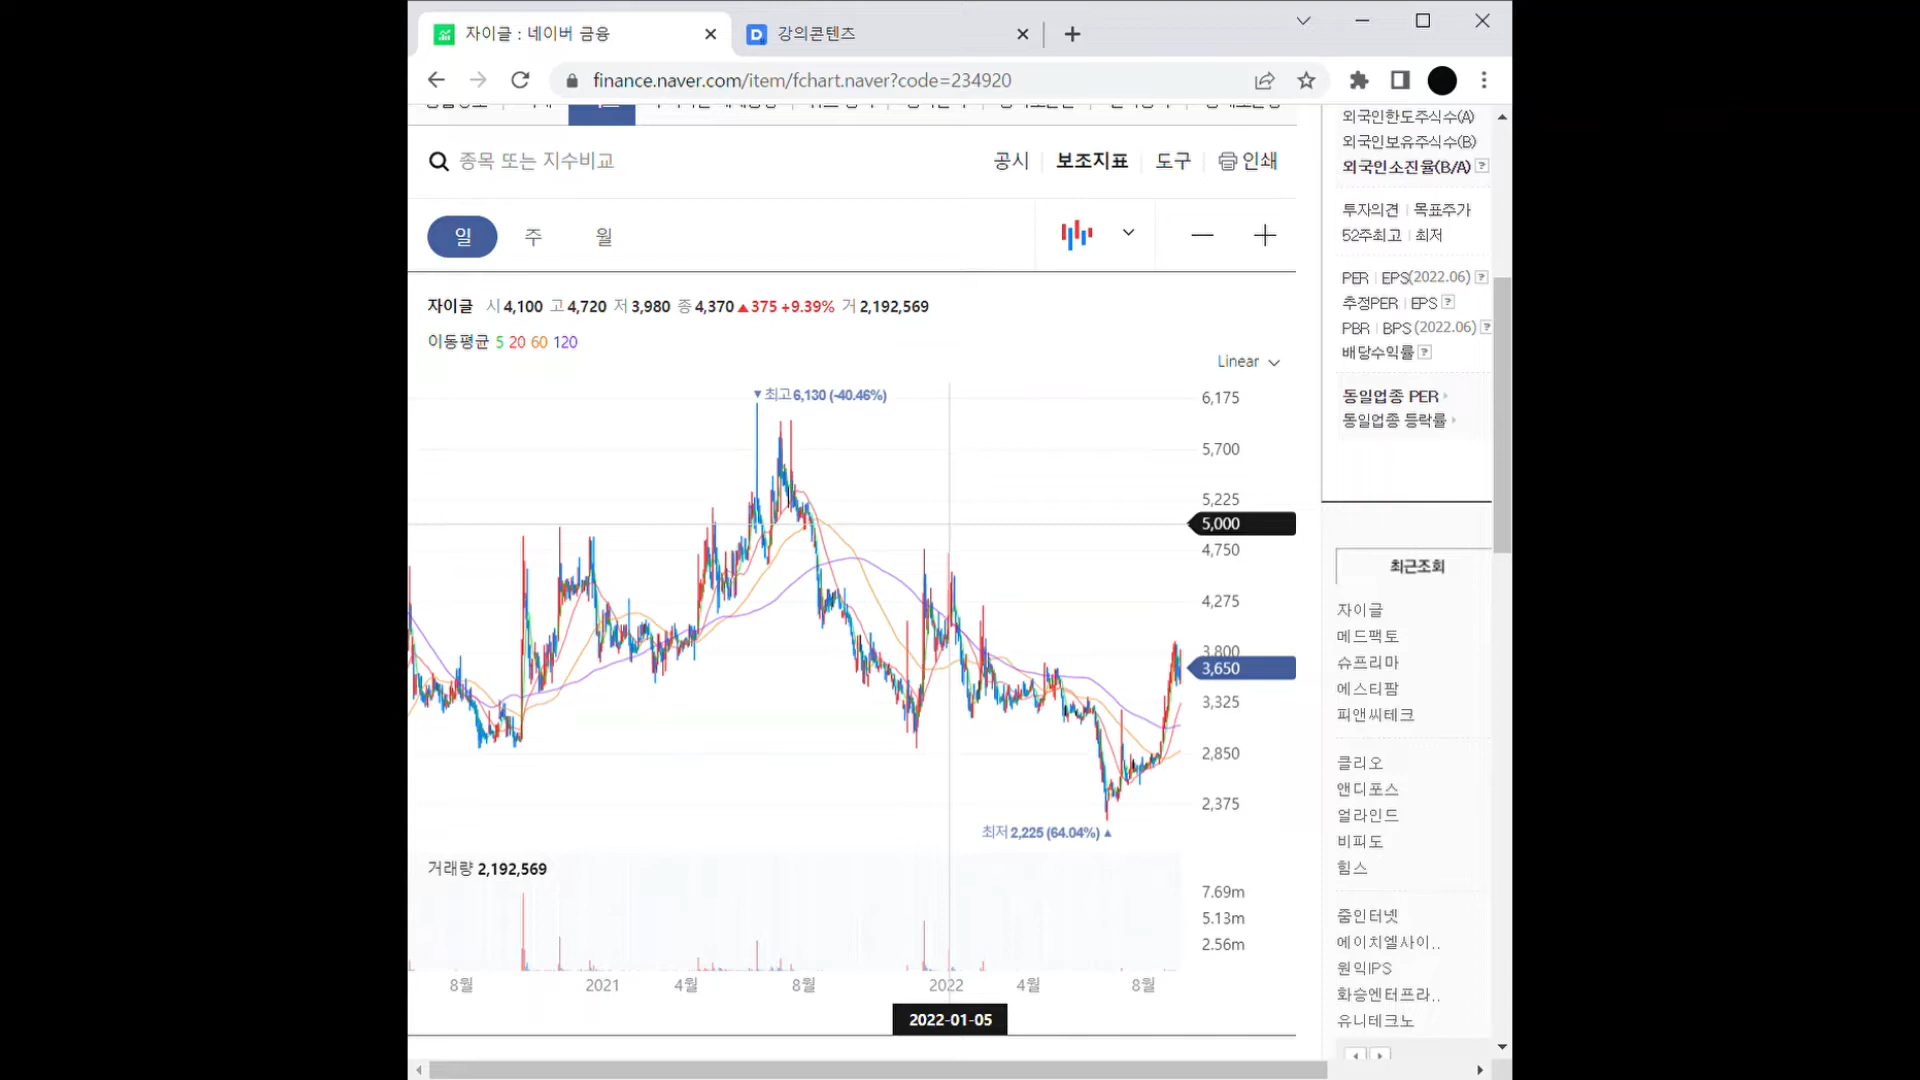 자이글 : 네이버 금융
강의콘텐츠
finance.naver.com/item/fchart.naver?code=234920
종목 또는 지수비교
공시 보조지표 도구 인쇄
일 주 월
자이글 시 4,100 고 4,720 저 3,980 종 4,370 ▲375 +9.39% 거 2,192,569
이동평균 5 20 60 120
Linear
▼최고 6,130 (-40.46%)
6,175
5,700
5,225
5,000
4,750
4,275
3,800
3,650
3,325
2,850
2,375
최저 2,225 (64.04%) ▲
거래량 2,192,569
7.69m
5.13m
2.56m
8월 2021 4월 8월 2022 4월 8월
2022-01-05
외국인한도주식수(A)
외국인보유주식수(B)
외국인소진율(B/A) ?
투자의견 | 목표주가
52주최고 | 최저
PER | EPS(2022.06) ?
추정PER | EPS ?
PBR | BPS (2022.06) ?
배당수익률 ?
동일업종 PER
동일업종 등락률
최근조회
자이글
메드팩토
슈프리마
에스티팜
피앤씨테크
클리오
앤디포스
얼라인드
비피도
힘스
줌인터넷
에이치엘사이..
원익IPS
화승엔터프라..
유니테크노